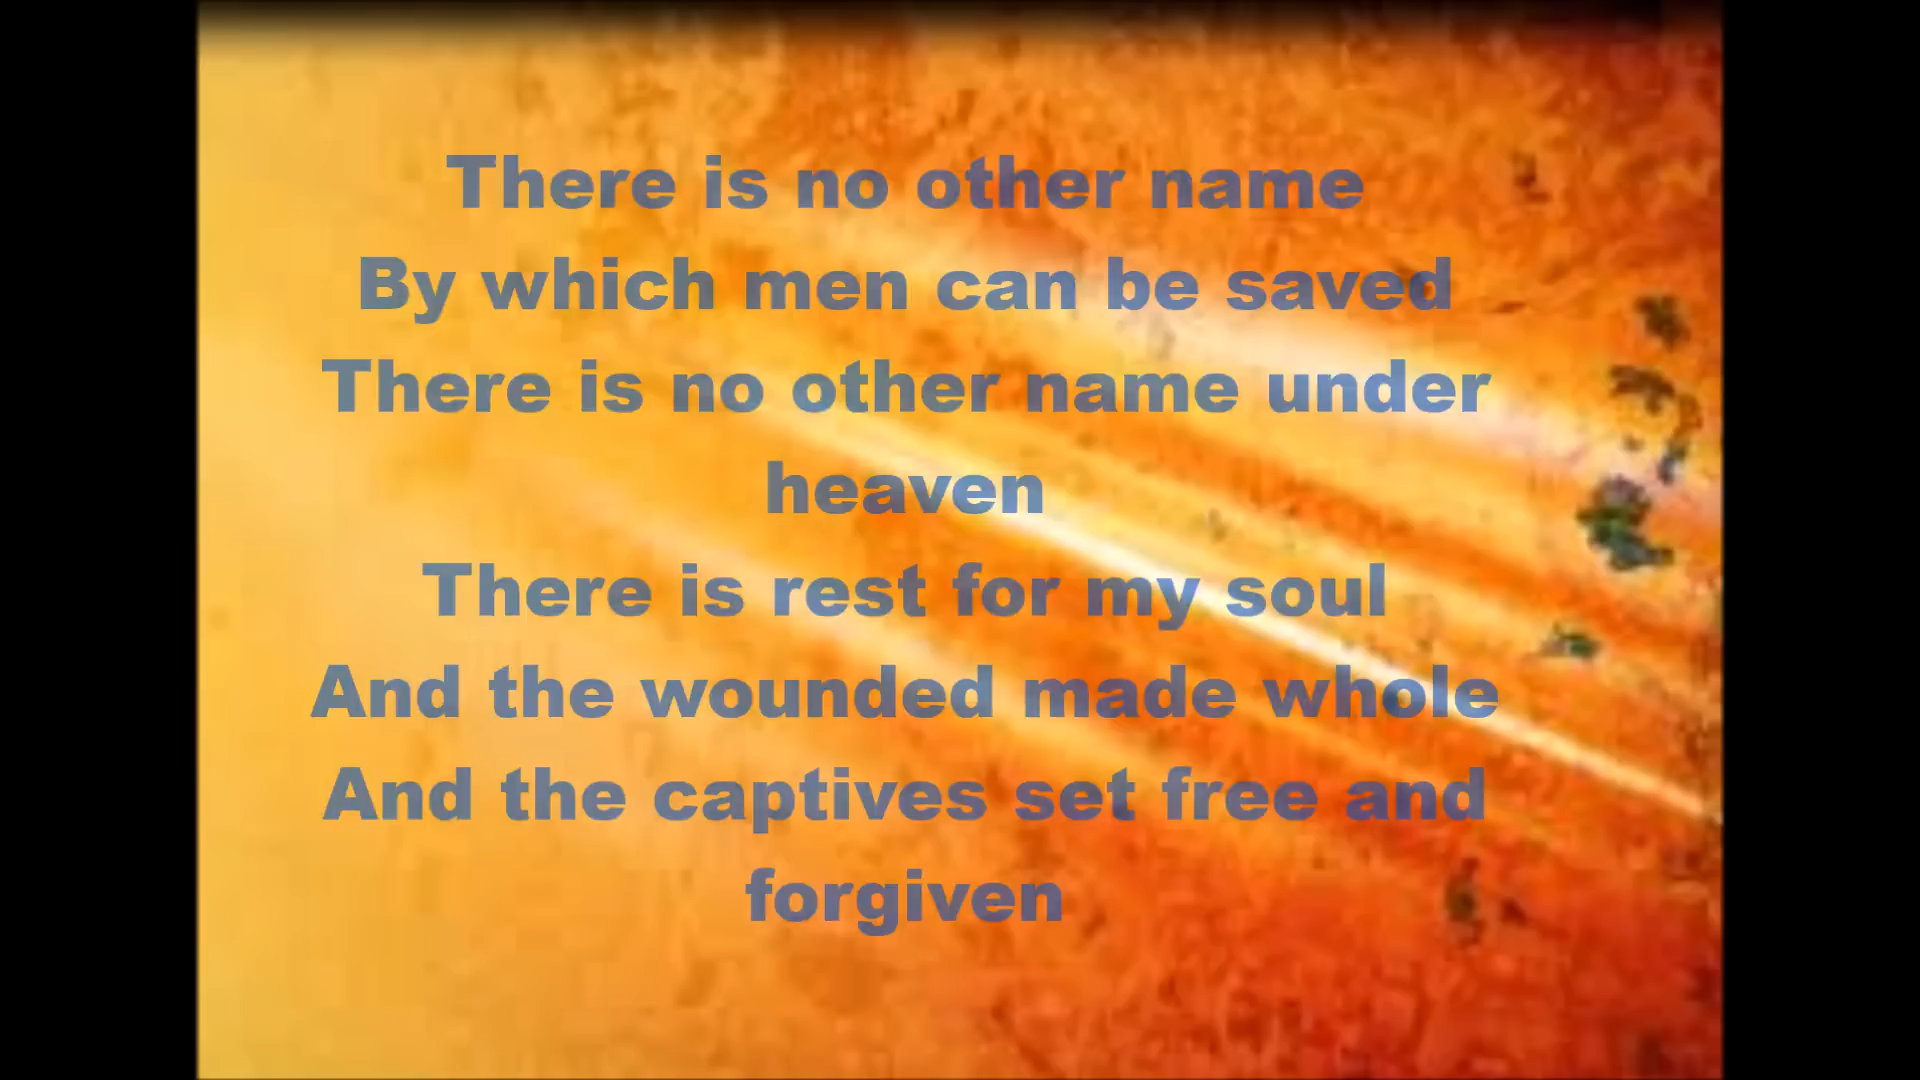 There is no other name
By which men can be saved
There is no other name under
heaven
There is rest for my soul
And the wounded made whole
And the captives set free and
forgiven